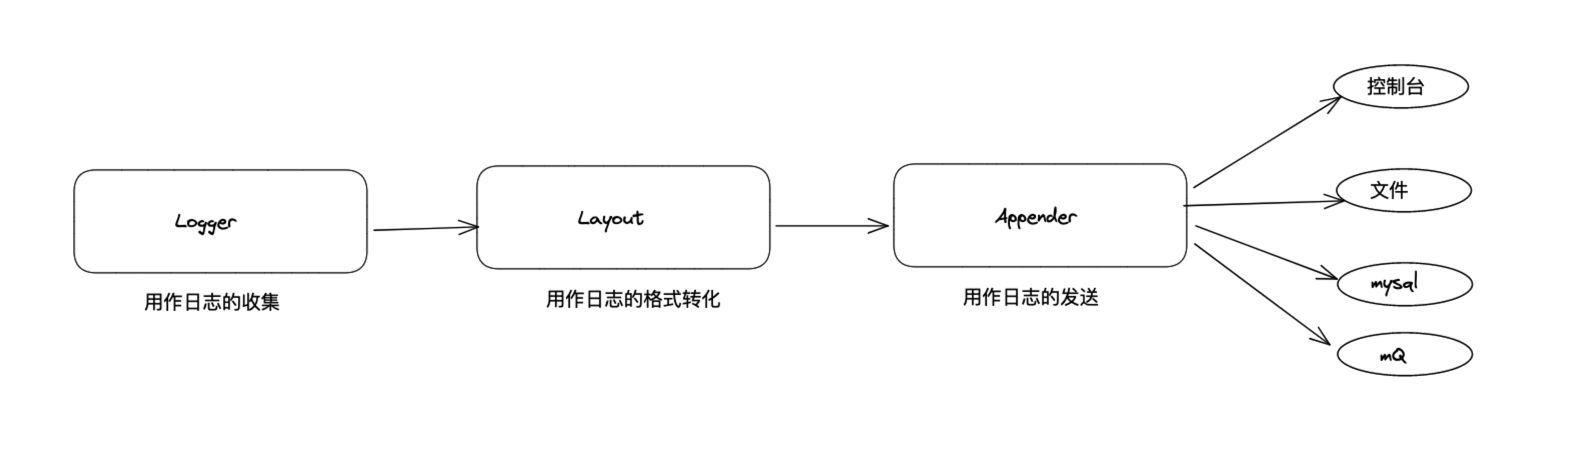 Logger
用作日志的收集
Layout
用作日志的格式转化
Appender
用作日志的发送
控制台
文件
mysql
mQ